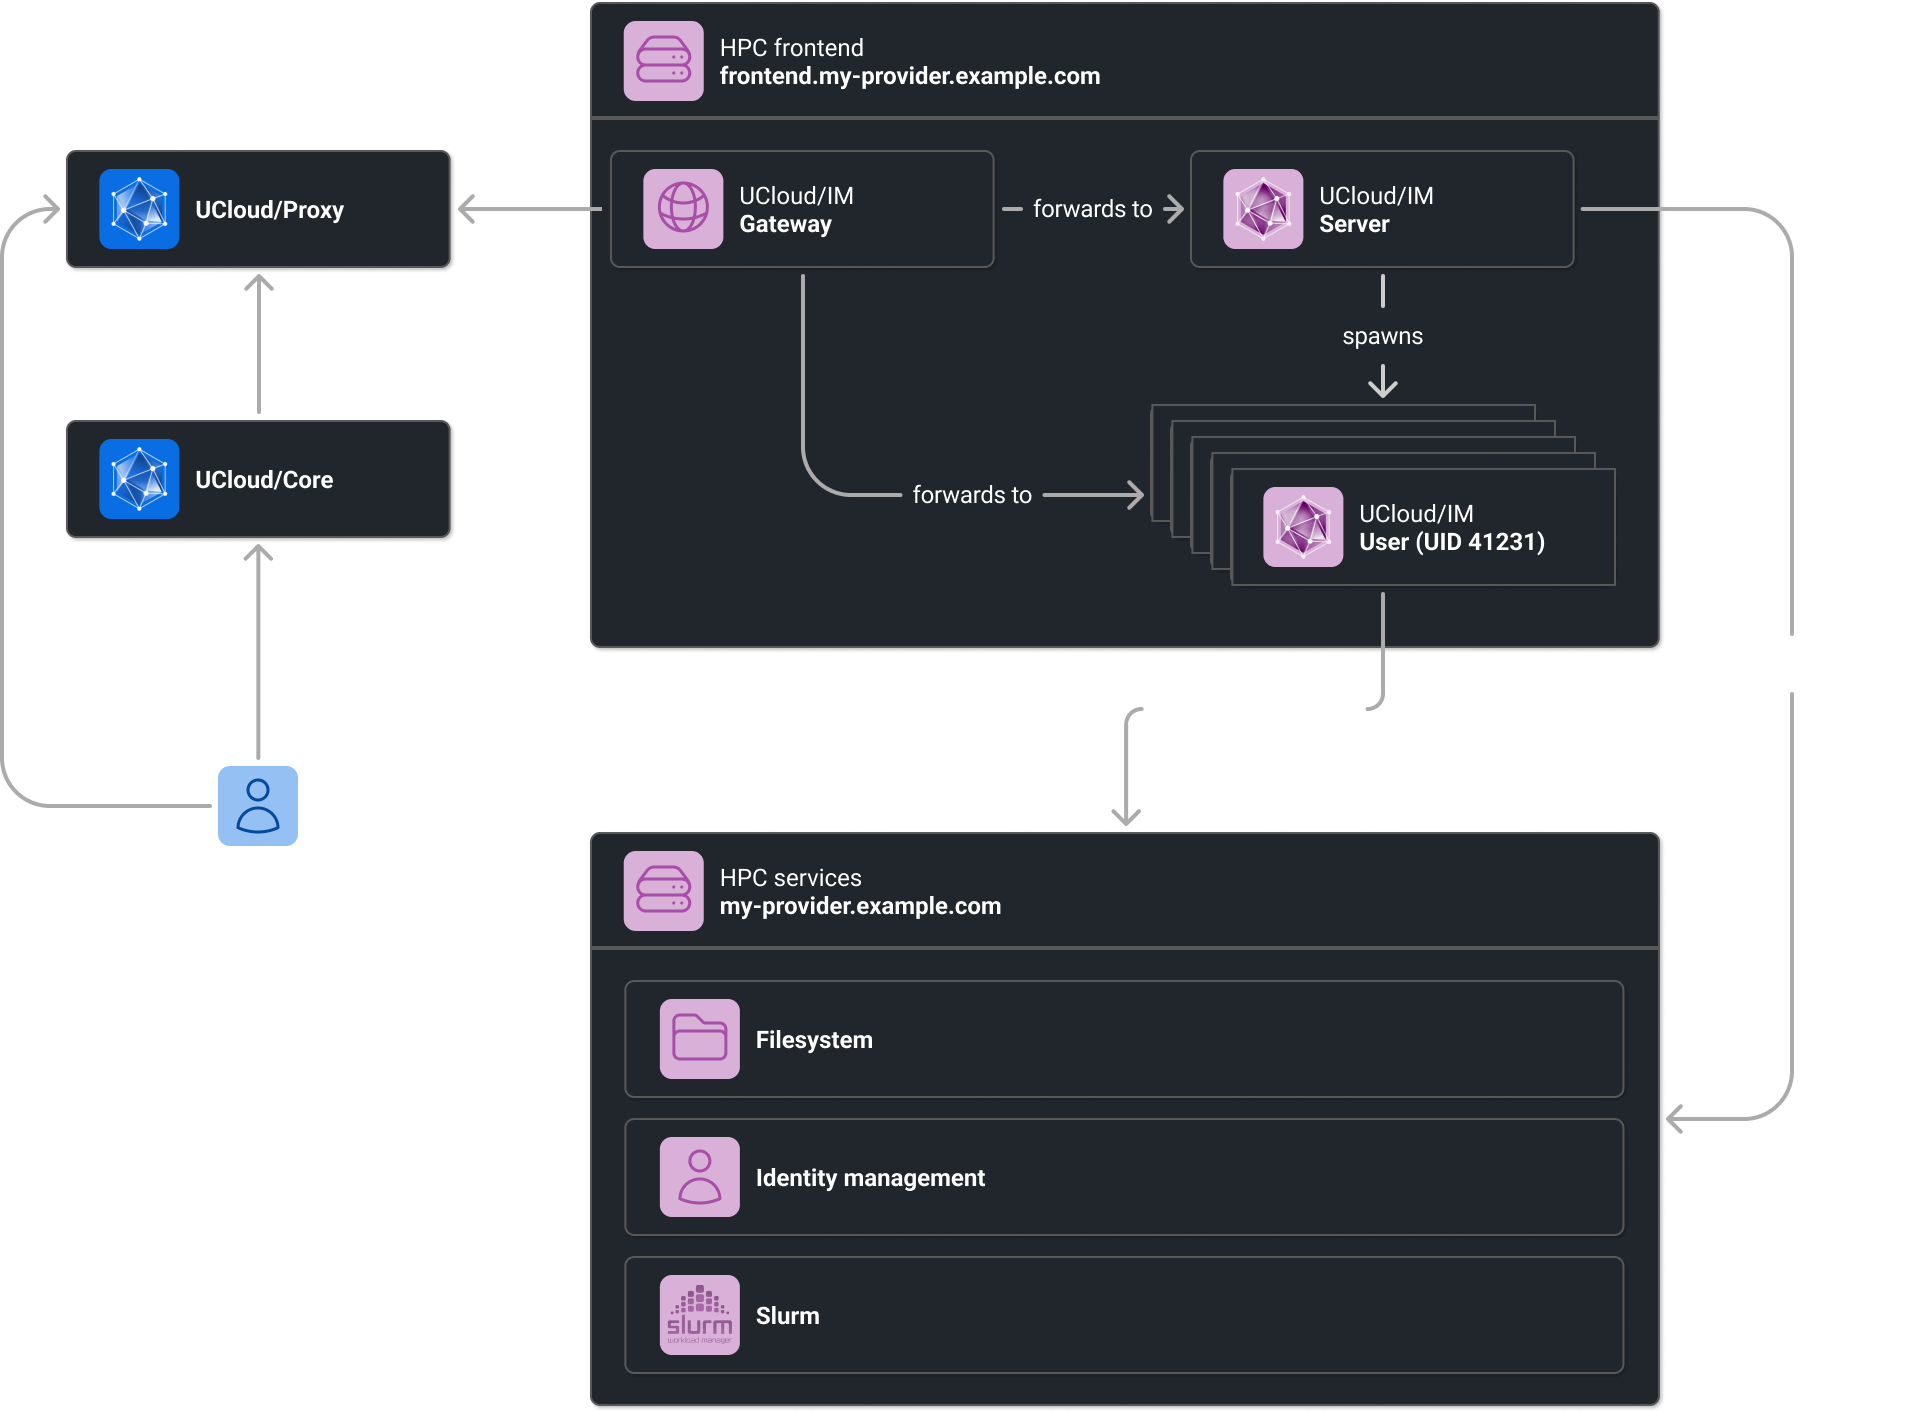 HPC frontend
frontend.my-provider.example.com
UCloud/Proxy
UCloud/IM
Gateway
forwards to
UCloud/IM
Server
spawns
UCloud/Core
forwards to
UCloud/IM
User (UID 41231)
HPC services
my-provider.example.com
Filesystem
Identity management
slurm
workload manager
Slurm